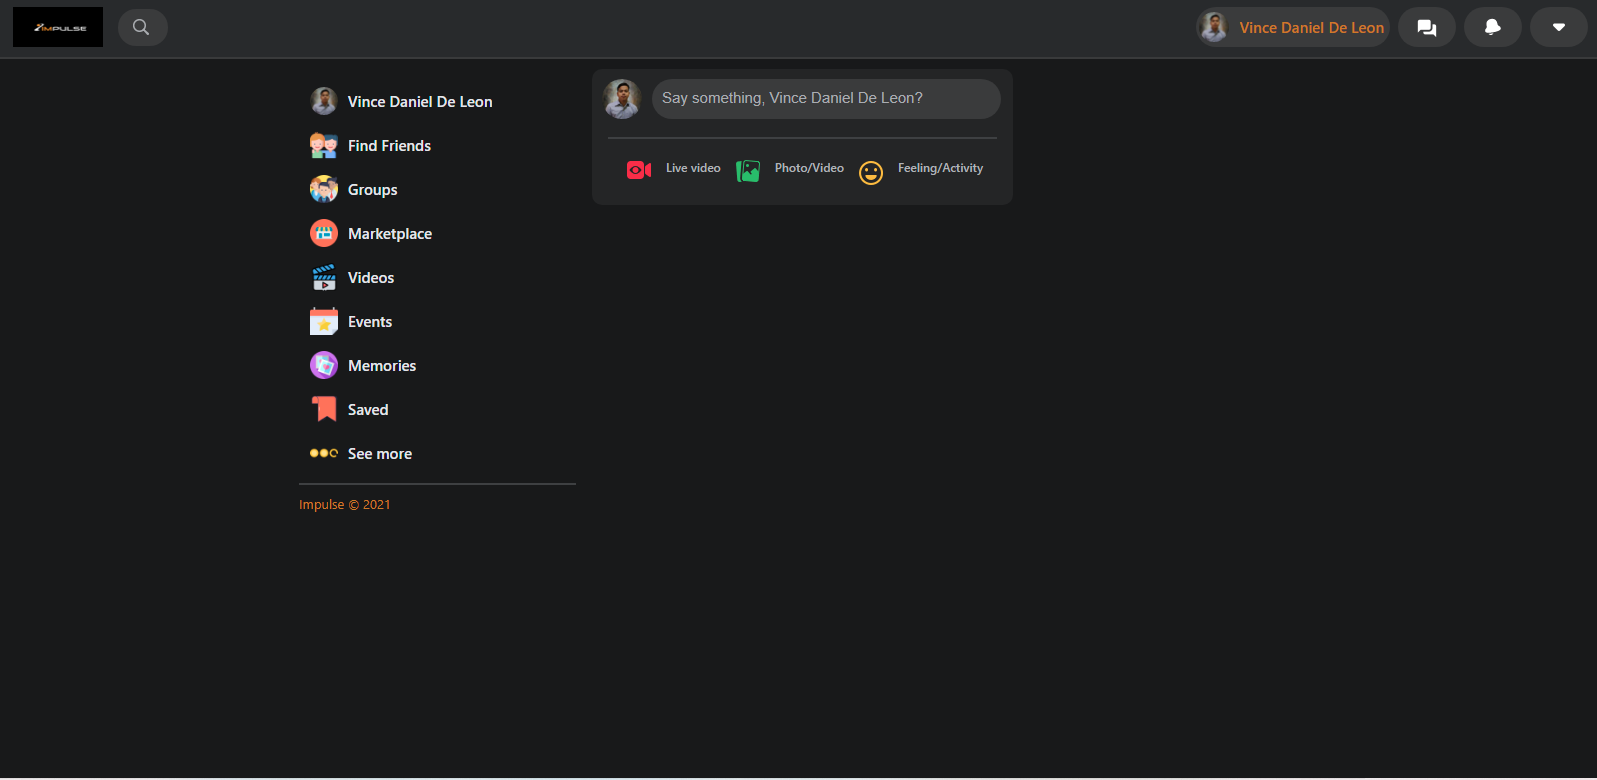 IMPULSE
Vince Daniel De Leon
Vince Daniel De Leon
Find Friends
Groups
Marketplace
Videos
Events
Memories
Saved
See more
Impulse © 2021
Say something, Vince Daniel De Leon?
Live video
Photo/Video
Feeling/Activity